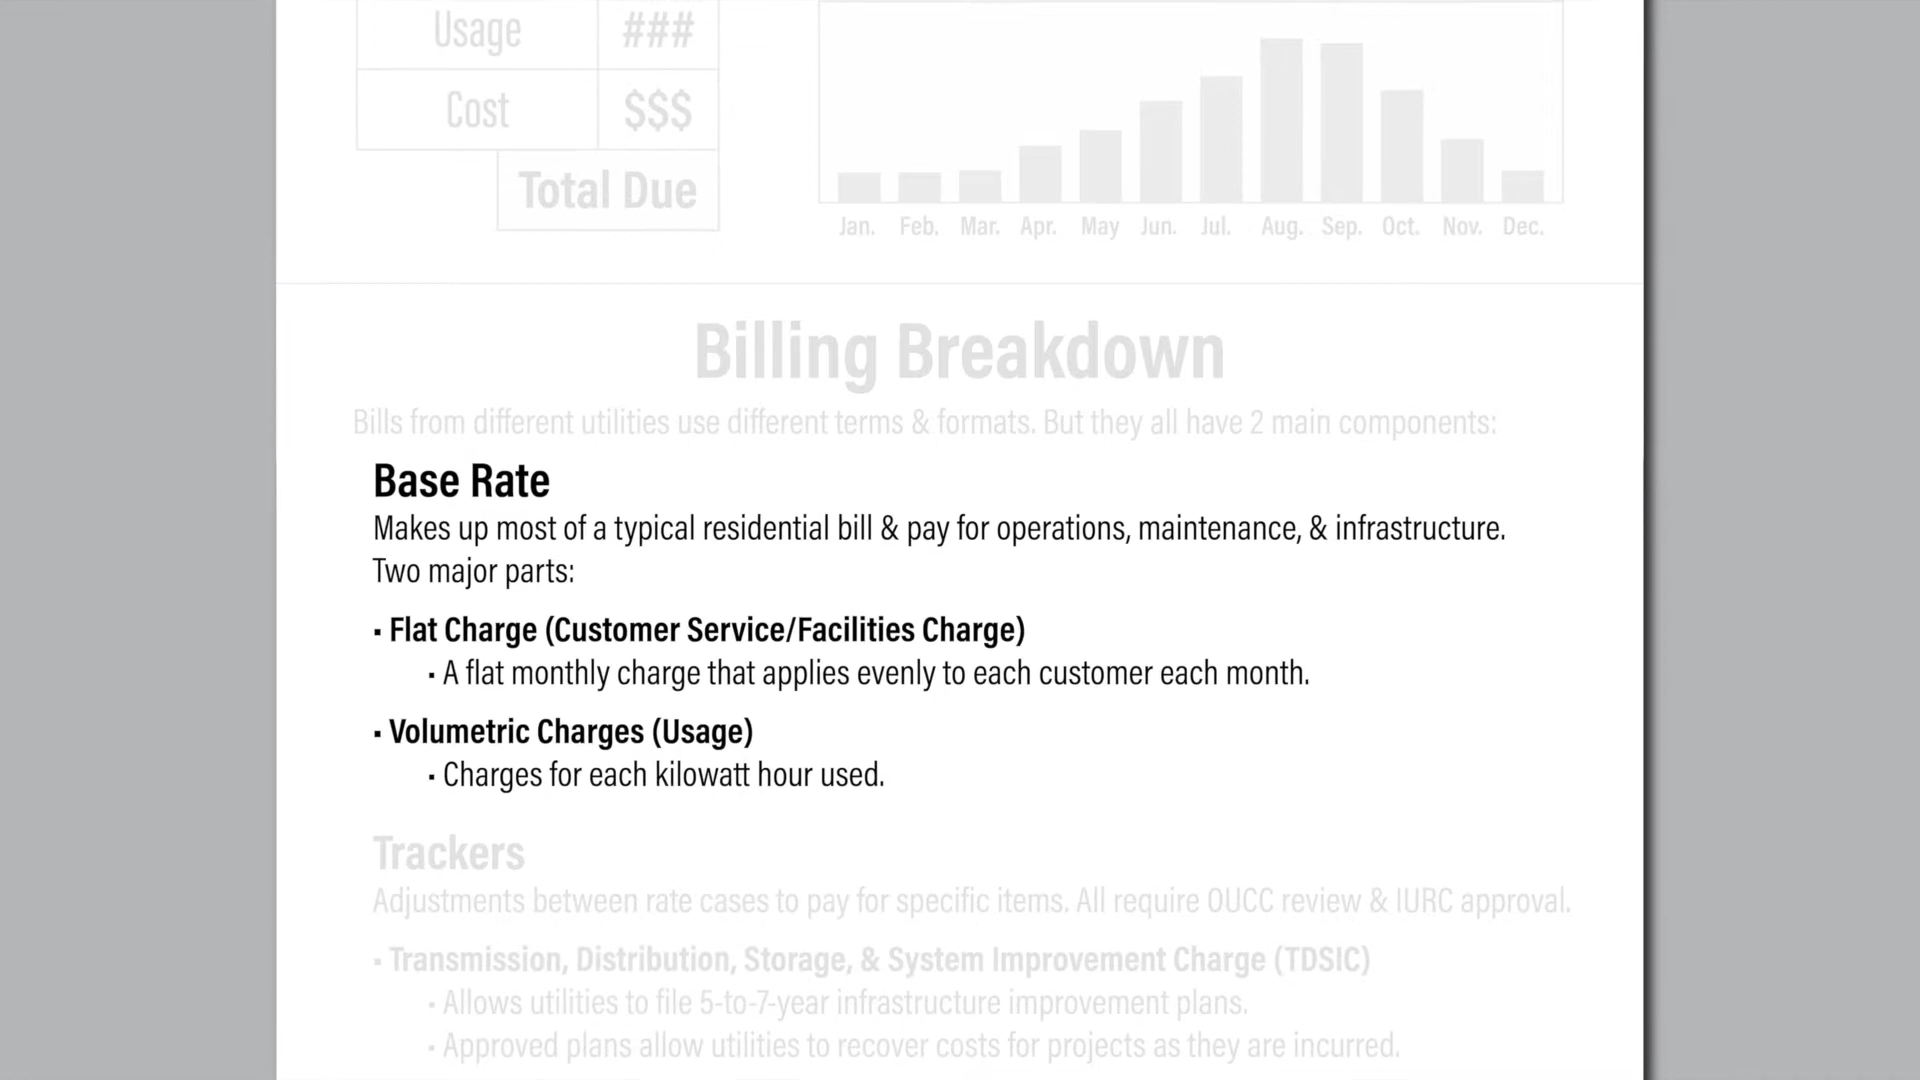 Usage ###
Cost $$$
Total Due
Jan. Feb. Mar. Apr. May Jun. Jul. Aug. Sep. Oct. Nov. Dec.
Billing Breakdown
Bills from different utilities use different terms & formats. But they all have 2 main components:
Base Rate
Makes up most of a typical residential bill & pay for operations, maintenance, & infrastructure.
Two major parts:
▪ Flat Charge (Customer Service/Facilities Charge)
▪ A flat monthly charge that applies evenly to each customer each month.
▪ Volumetric Charges (Usage)
▪ Charges for each kilowatt hour used.
Trackers
Adjustments between rate cases to pay for specific items. All require OUCC review & IURC approval.
▪ Transmission, Distribution, Storage, & System Improvement Charge (TDSIC)
▪ Allows utilities to file 5-to-7-year infrastructure improvement plans.
▪ Approved plans allow utilities to recover costs for projects as they are incurred.